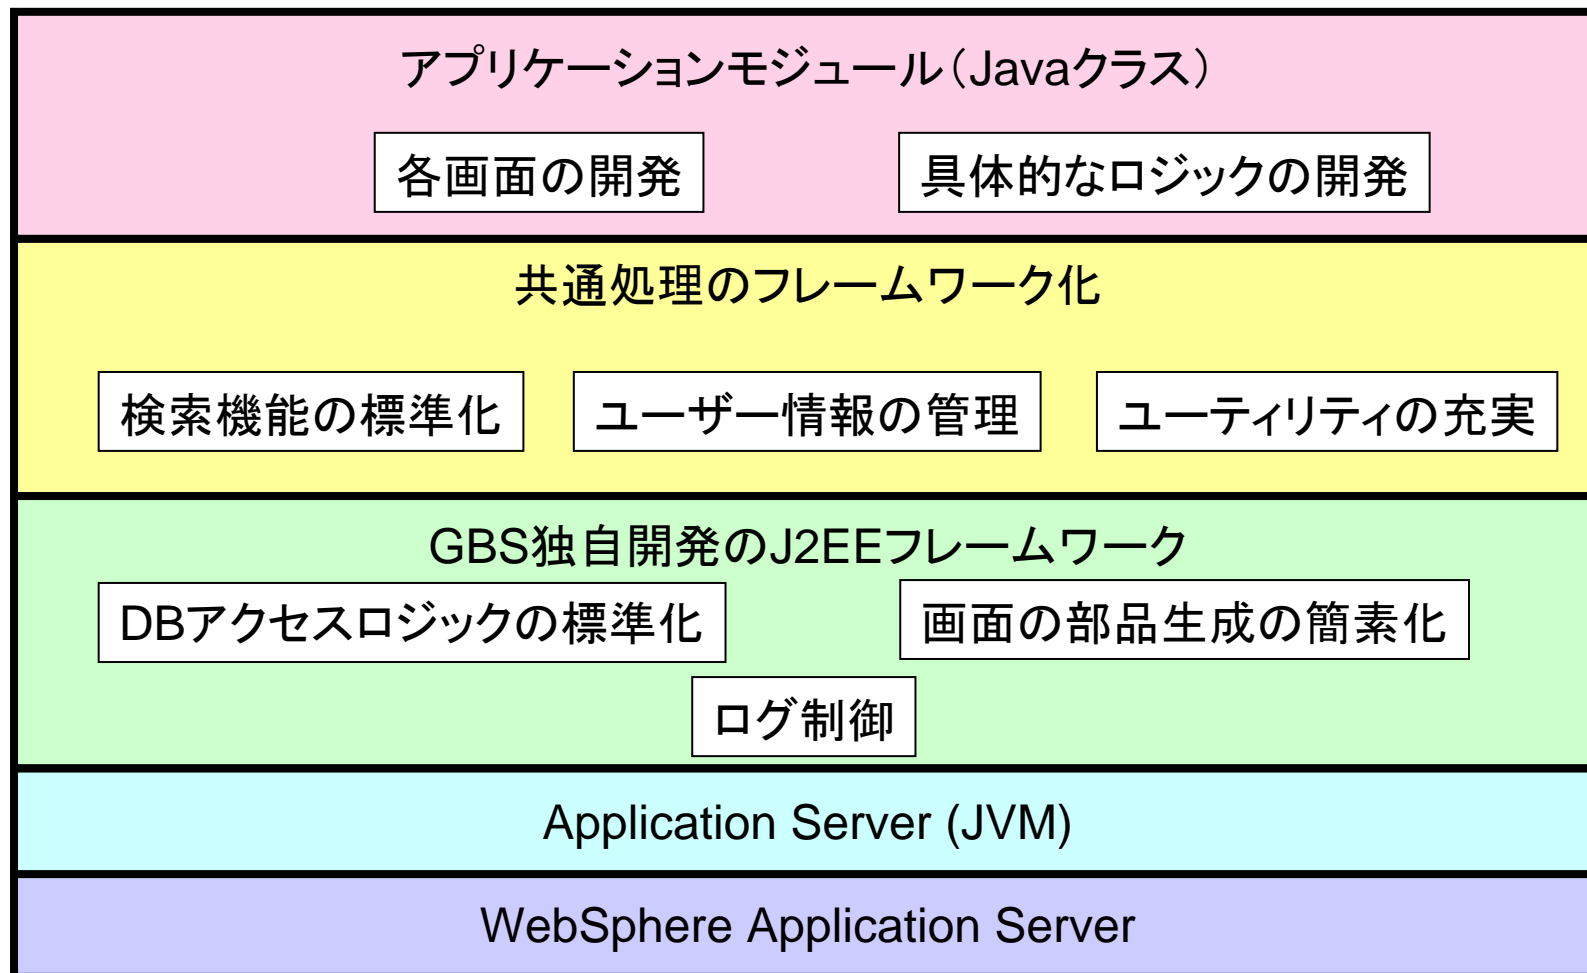 アプリケーションモジュール（Javaクラス）
各画面の開発
具体的なロジックの開発
共通処理のフレームワーク化
検索機能の標準化
ユーザー情報の管理
ユーティリティの充実
GBS独自開発のJ2EEフレームワーク
DBアクセスロジックの標準化
画面の部品生成の簡素化
ログ制御
Application Server (JVM)
WebSphere Application Server